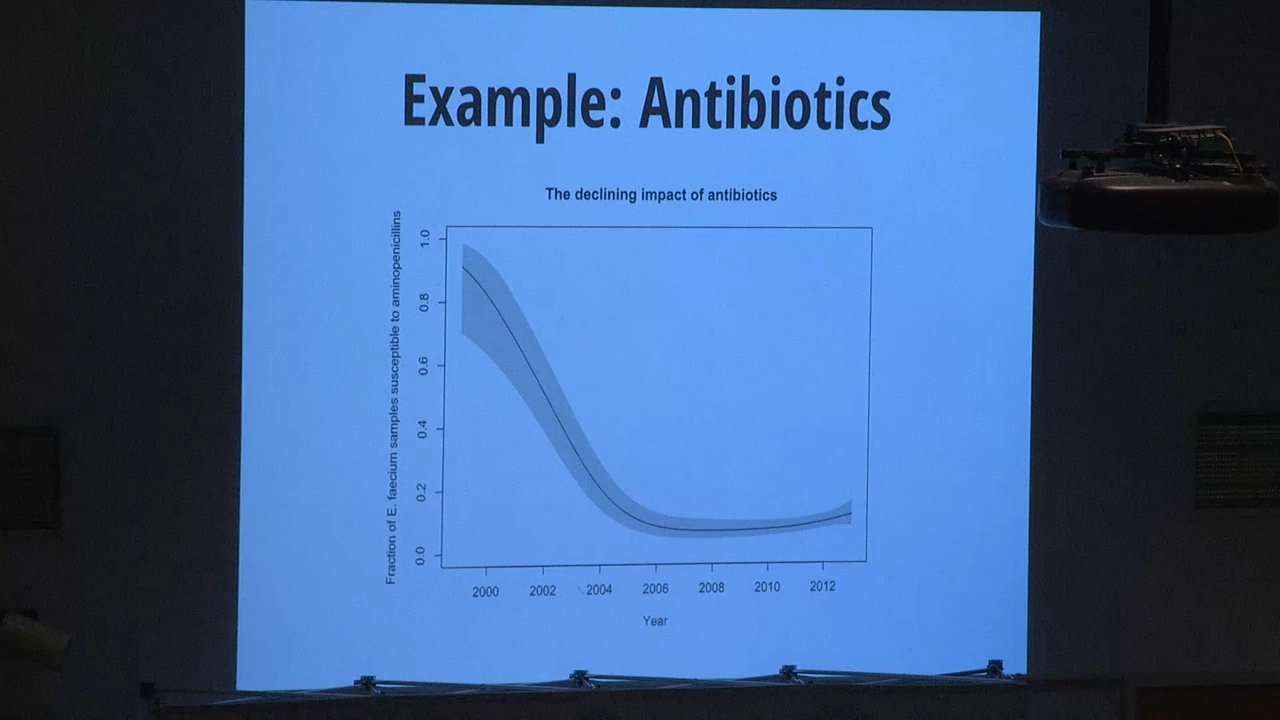 Example: Antibiotics
The declining impact of antibiotics
Fraction of E. faecium samples susceptible to aminopenicillins
1.0
0.8
0.6
0.4
0.2
0.0
2000 2002 2004 2006 2008 2010 2012
Year